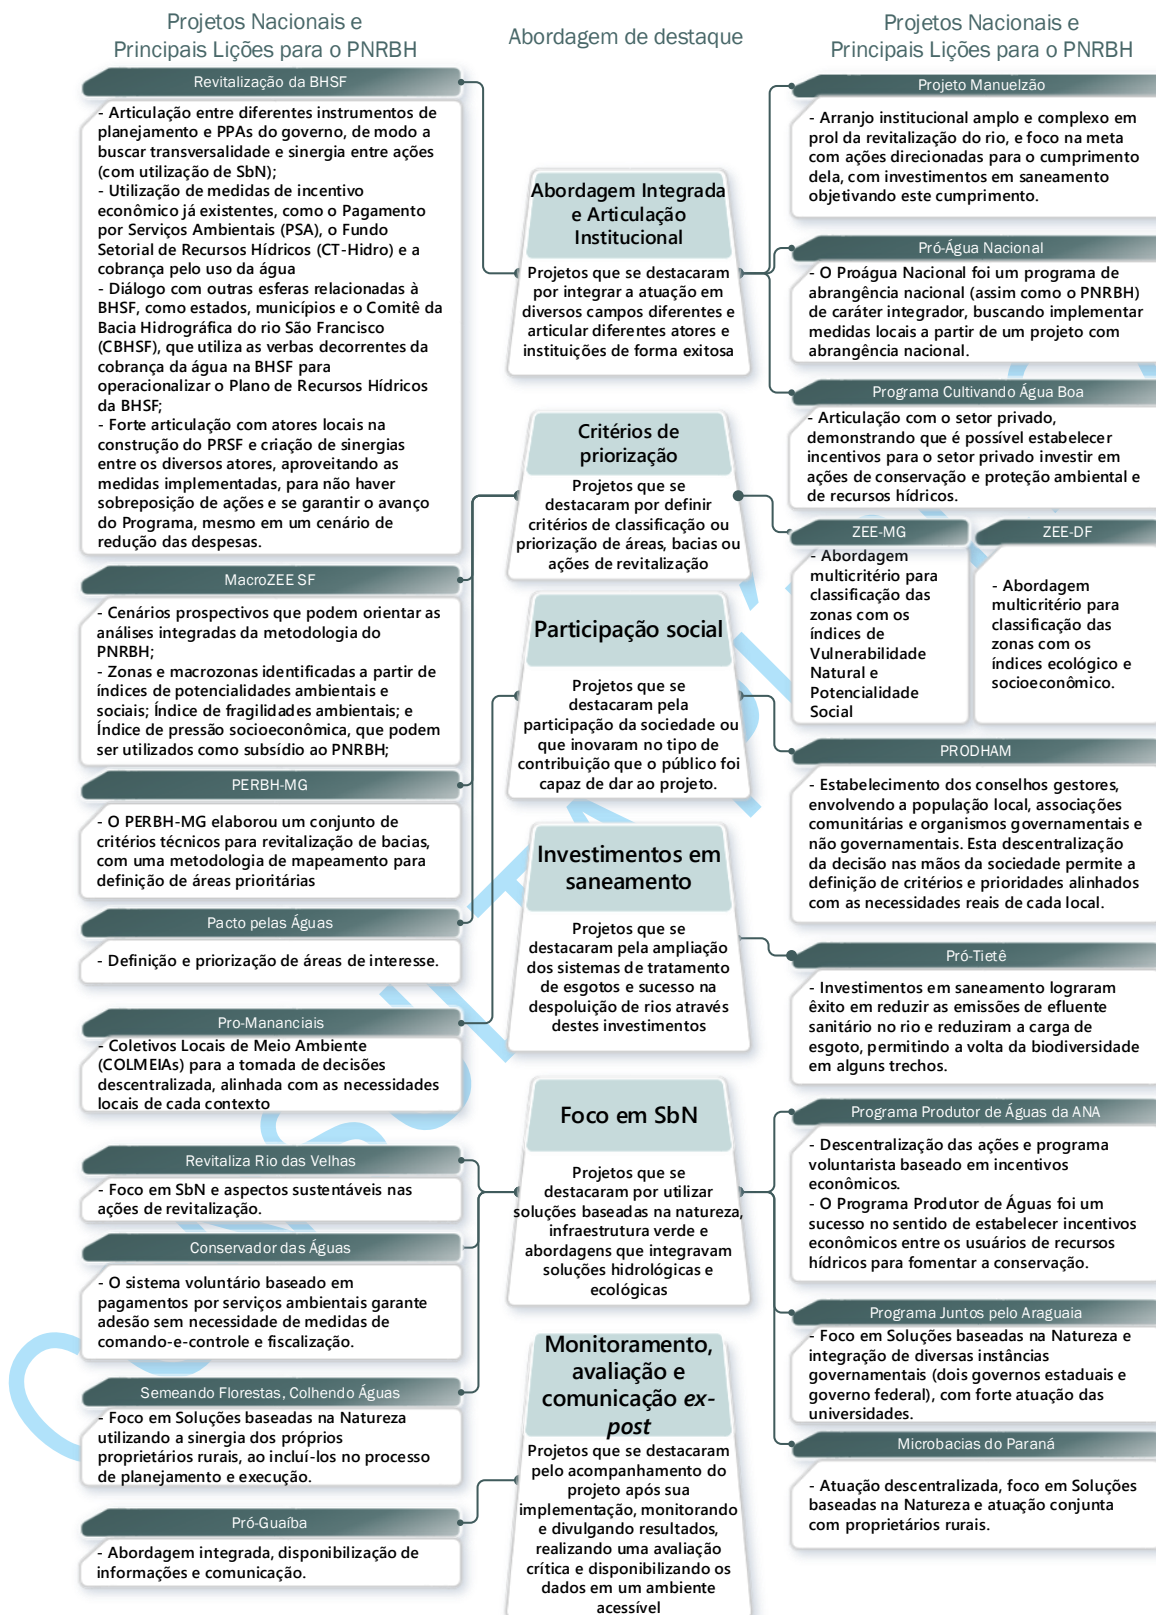 Projetos Nacionais e
Principais Lições para o PNRBH
Revitalização da BHSF
- Articulação entre diferentes instrumentos de
planejamento e PPAs do governo, de modo a
buscar transversalidade e sinergia entre ações
(com utilização de SbN);
- Utilização de medidas de incentivo
econômico já existentes, como o Pagamento
por Serviços Ambientais (PSA), o Fundo
Setorial de Recursos Hídricos (CT-Hidro) e a
cobrança pelo uso da água
- Diálogo com outras esferas relacionadas à
BHSF, como estados, municípios e o Comitê da
Bacia Hidrográfica do rio São Francisco
(CBHSF), que utiliza as verbas decorrentes da
cobrança da água na BHSF para
operacionalizar o Plano de Recursos Hídricos
da BHSF;
- Forte articulação com atores locais na
construção do PRSF e criação de sinergias
entre os diversos atores, aproveitando as
medidas implementadas, para não haver
sobreposição de ações e se garantir o avanço
do Programa, mesmo em um cenário de
redução das despesas.
MacroZEE SF
- Cenários prospectivos que podem orientar as
análises integradas da metodologia do
PNRBH;
- Zonas e macrozonas identificadas a partir de
índices de potencialidades ambientais e
sociais; Índice de fragilidades ambientais; e
Índice de pressão socioeconômica, que podem
ser utilizados como subsídio ao PNRBH;
PERBH-MG
- O PERBH-MG elaborou um conjunto de
critérios técnicos para revitalização de bacias,
com uma metodologia de mapeamento para
definição de áreas prioritárias
Pacto pelas Águas
- Definição e priorização de áreas de interesse.
Pro-Mananciais
- Coletivos Locais de Meio Ambiente
(COLMEIAs) para a tomada de decisões
descentralizada, alinhada com as necessidades
locais de cada contexto
Revitaliza Rio das Velhas
- Foco em SbN e aspectos sustentáveis nas
ações de revitalização.
Conservador das Águas
- O sistema voluntário baseado em
pagamentos por serviços ambientais garante
adesão sem necessidade de medidas de
comando-e-controle e fiscalização.
Semeando Florestas, Colhendo Águas
- Foco em Soluções baseadas na Natureza
utilizando a sinergia dos próprios
proprietários rurais, ao incluí-los no processo
de planejamento e execução.
Pró-Guaíba
- Abordagem integrada, disponibilização de
informações e comunicação.
Abordagem de destaque
Abordagem Integrada
e Articulação
Institucional
Projetos que se destacaram
por integrar a atuação em
diversos campos diferentes e
articular diferentes atores e
instituições de forma exitosa
Critérios de
priorização
Projetos que se
destacaram por definir
critérios de classificação ou
priorização de áreas, bacias ou
ações de revitalização
Participação social
Projetos que se
destacaram pela
participação da sociedade ou
que inovaram no tipo de
contribuição que o público foi
capaz de dar ao projeto.
Investimentos em
saneamento
Projetos que se
destacaram pela ampliação
dos sistemas de tratamento
de esgotos e sucesso na
despoluição de rios através
destes investimentos
Foco em SbN
Projetos que se
destacaram por utilizar
soluções baseadas na natureza,
infraestrutura verde e
abordagens que integravam
soluções hidrológicas e
ecológicas
Monitoramento,
avaliação e
comunicação ex-
post
Projetos que se destacaram
pelo acompanhamento do
projeto após sua
implementação, monitorando
e divulgando resultados,
realizando uma avaliação
crítica e disponibilizando os
dados em um ambiente
acessível
Projetos Nacionais e
Principais Lições para o PNRBH
Projeto Manuelzão
- Arranjo institucional amplo e complexo em
prol da revitalização do rio, e foco na meta
com ações direcionadas para o cumprimento
dela, com investimentos em saneamento
objetivando este cumprimento.
Pró-Água Nacional
- O Proágua Nacional foi um programa de
abrangência nacional (assim como o PNRBH)
de caráter integrador, buscando implementar
medidas locais a partir de um projeto com
abrangência nacional.
Programa Cultivando Água Boa
- Articulação com o setor privado,
demonstrando que é possível estabelecer
incentivos para o setor privado investir em
ações de conservação e proteção ambiental e
de recursos hídricos.
ZEE-MG
- Abordagem
multicritério para
classificação das
zonas com os
índices de
Vulnerabilidade
Natural e
Potencialidade
Social
ZEE-DF
- Abordagem
multicritério para
classificação das
zonas com os
índices ecológico e
socioeconômico.
PRODHAM
- Estabelecimento dos conselhos gestores,
envolvendo a população local, associações
comunitárias e organismos governamentais e
não governamentais. Esta descentralização
da decisão nas mãos da sociedade permite a
definição de critérios e prioridades alinhados
com as necessidades reais de cada local.
Pró-Tietê
- Investimentos em saneamento lograram
êxito em reduzir as emissões de efluente
sanitário no rio e reduziram a carga de
esgoto, permitindo a volta da biodiversidade
em alguns trechos.
Programa Produtor de Águas da ANA
- Descentralização das ações e programa
voluntarista baseado em incentivos
econômicos.
- O Programa Produtor de Águas foi um
sucesso no sentido de estabelecer incentivos
econômicos entre os usuários de recursos
hídricos para fomentar a conservação.
Programa Juntos pelo Araguaia
- Foco em Soluções baseadas na Natureza e
integração de diversas instâncias
governamentais (dois governos estaduais e
governo federal), com forte atuação das
universidades.
Microbacias do Paraná
- Atuação descentralizada, foco em Soluções
baseadas na Natureza e atuação conjunta
com proprietários rurais.